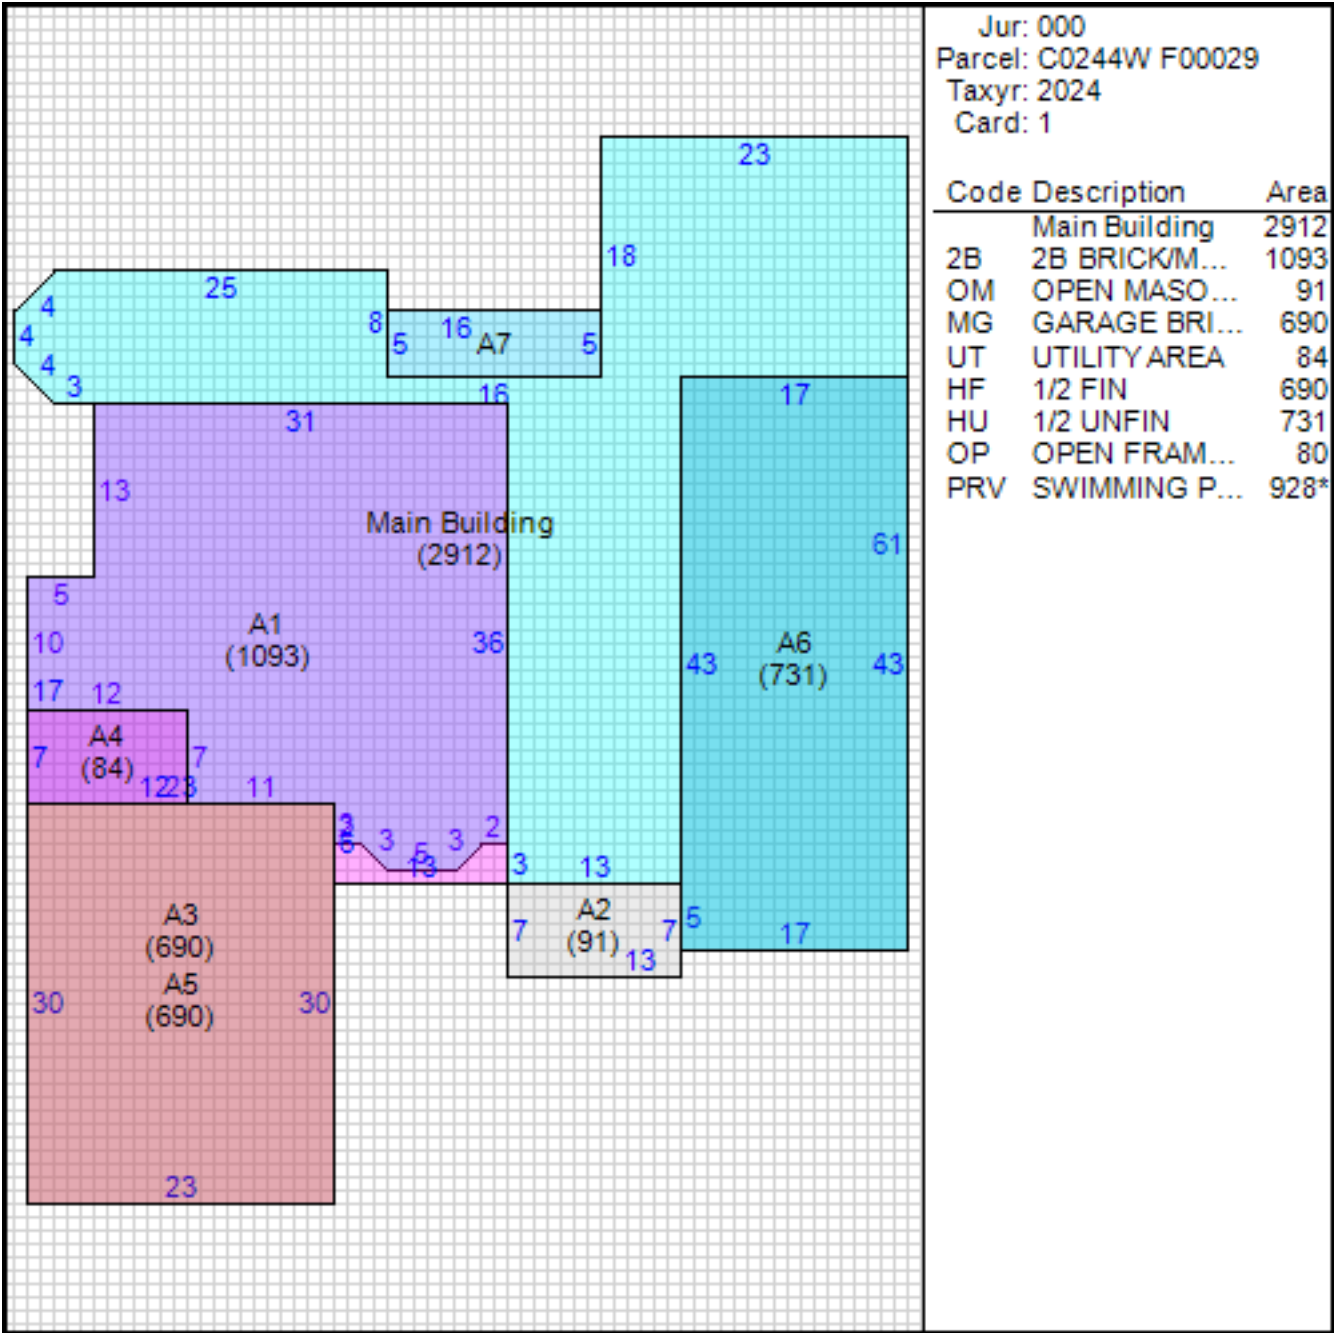 Jur: 000
Parcel: C0244W F00029
Taxyr: 2024
Card: 1
Code Description Area
Main Building 2912
2B 2B BRICK/M... 1093
OM OPEN MASO... 91
MG GARAGE BRI... 690
UT UTILITY AREA 84
HF 1/2 FIN 690
HU 1/2 UNFIN 731
OP OPEN FRAM... 80
PRV SWIMMING P... 928*
23
18
25
4
8
16
4
5
A7
5
4
3
16
17
31
13
Main Building
(2912)
61
5
A1
(1093)
10
36
43
A6
(731)
43
17
12
A4
(84)
7
7
11
3
3
2
5
13
3
13
A2
(91)
7
7
13
5
17
A3
(690)
A5
(690)
30
30
23